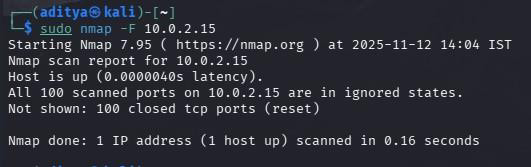 ┌──(aditya㉿kali)-[~]
└─$ sudo nmap -F 10.0.2.15
Starting Nmap 7.95 ( https://nmap.org ) at 2025-11-12 14:04 IST
Nmap scan report for 10.0.2.15
Host is up (0.0000040s latency).
All 100 scanned ports on 10.0.2.15 are in ignored states.
Not shown: 100 closed tcp ports (reset)
Nmap done: 1 IP address (1 host up) scanned in 0.16 seconds